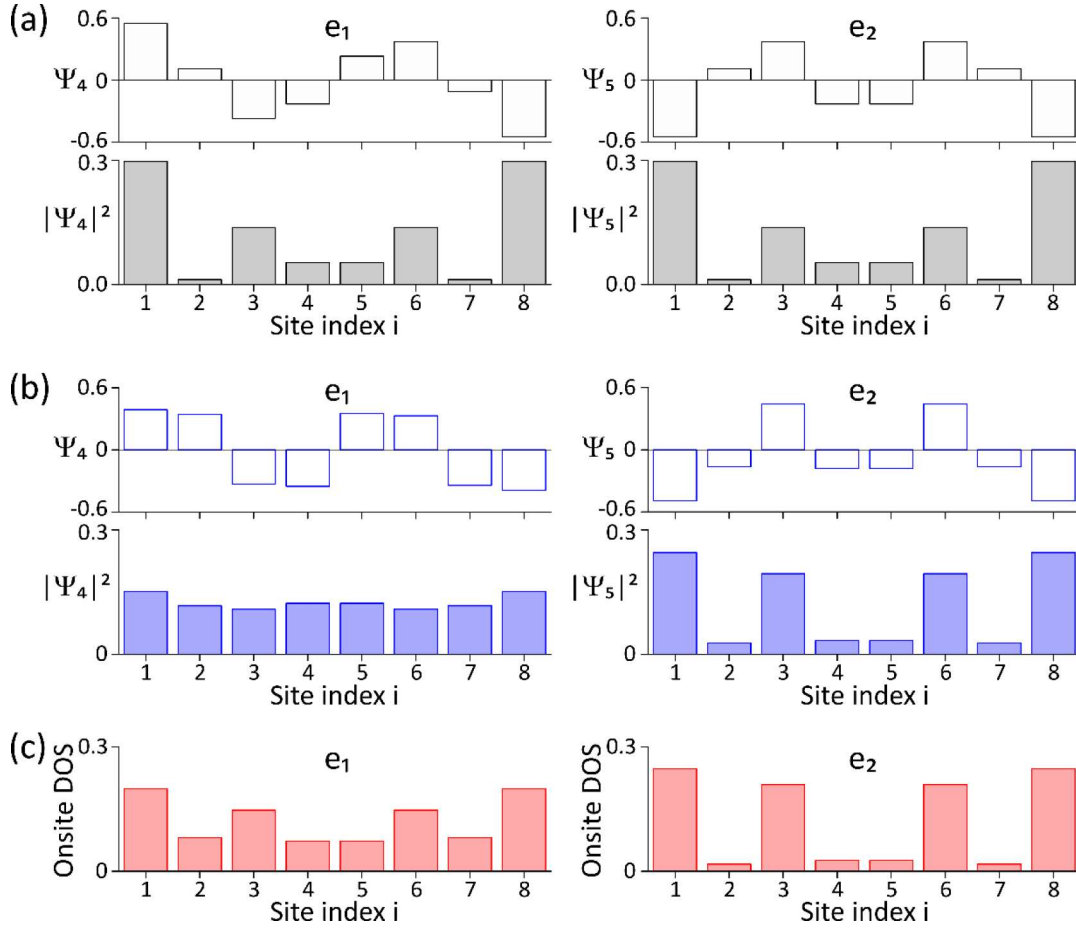 (a)
e₁
0.6
Ψ₄ 0
-0.6
0.3
|Ψ₄|²
0.0
1 2 3 4 5 6 7 8
Site index i
e₂
0.6
Ψ₅ 0
-0.6
0.3
|Ψ₅|²
0.0
1 2 3 4 5 6 7 8
Site index i
(b)
e₁
0.6
Ψ₄ 0
-0.6
0.3
|Ψ₄|²
0
1 2 3 4 5 6 7 8
Site index i
e₂
0.6
Ψ₅ 0
-0.6
0.3
|Ψ₅|²
0
1 2 3 4 5 6 7 8
Site index i
(c)
e₁
0.3
Onsite DOS
0
1 2 3 4 5 6 7 8
Site index i
e₂
0.3
Onsite DOS
0
1 2 3 4 5 6 7 8
Site index i